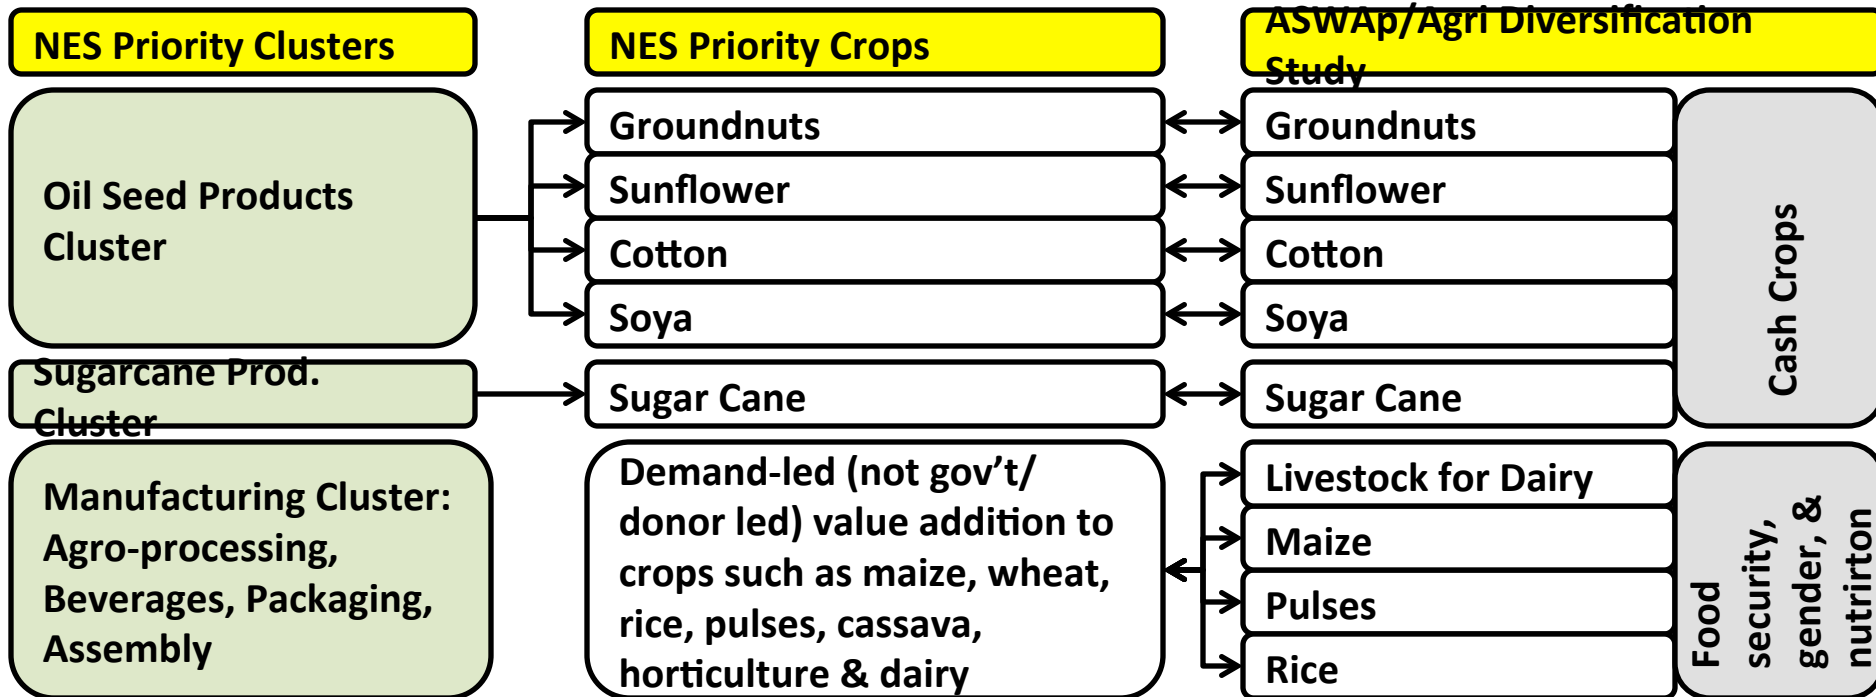 NES Priority Clusters
NES Priority Crops
ASWAp/Agri Diversification
Study
Oil Seed Products
Cluster
Groundnuts
Sunflower
Cotton
Soya
Groundnuts
Sunflower
Cotton
Soya
Cash Crops
Sugarcane Prod.
Cluster
Sugar Cane
Sugar Cane
Manufacturing Cluster:
Agro-processing,
Beverages, Packaging,
Assembly
Demand-led (not gov’t/
donor led) value addition to
crops such as maize, wheat,
rice, pulses, cassava,
horticulture & dairy
Livestock for Dairy
Maize
Pulses
Rice
Food
security,
gender, &
nutirton